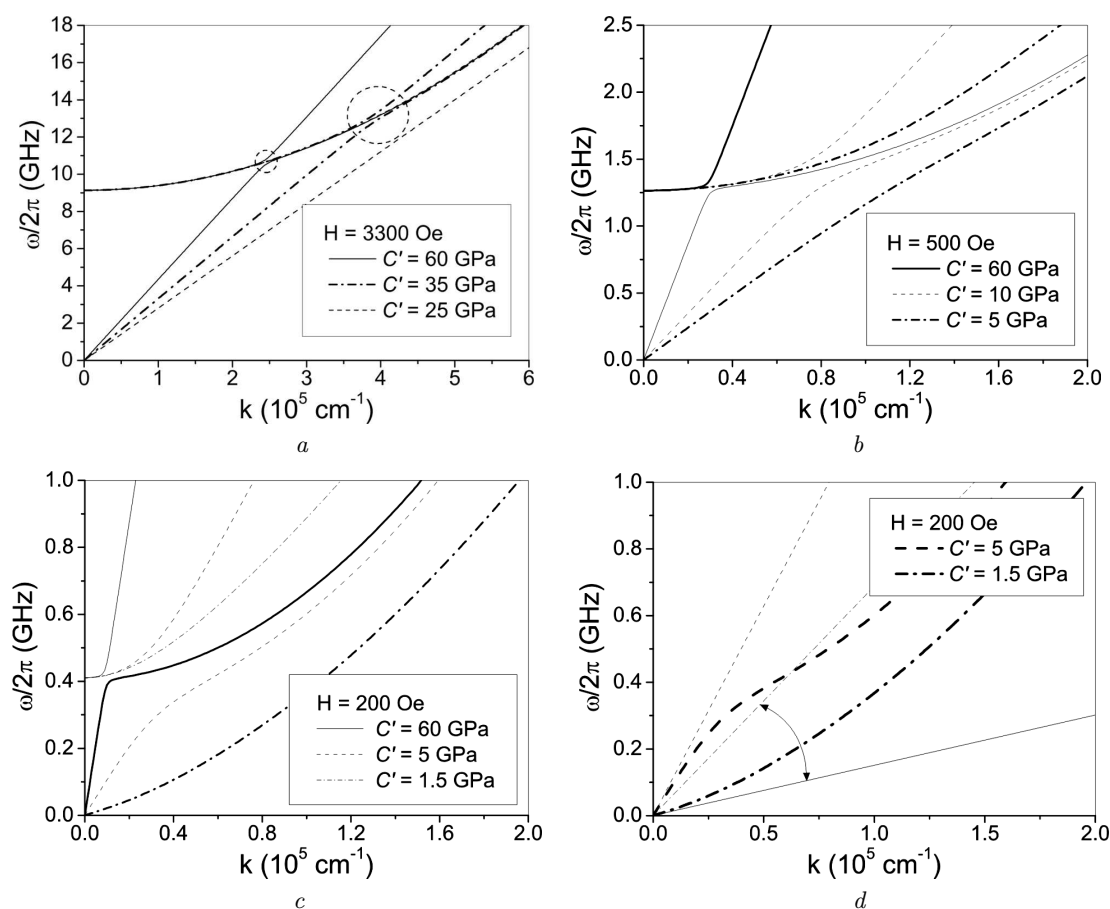 18
16
14
12
10
8
6
4
2
0
ω/2π (GHz)
H = 3300 Oe
C′ = 60 GPa
C′ = 35 GPa
C′ = 25 GPa
0 1 2 3 4 5 6
k (10⁵ cm⁻¹)
a
2.5
2.0
1.5
1.0
0.5
0.0
ω/2π (GHz)
H = 500 Oe
C′ = 60 GPa
C′ = 10 GPa
C′ = 5 GPa
0.0 0.4 0.8 1.2 1.6 2.0
k (10⁵ cm⁻¹)
b
1.0
0.8
0.6
0.4
0.2
0.0
ω/2π (GHz)
H = 200 Oe
C′ = 60 GPa
C′ = 5 GPa
C′ = 1.5 GPa
0.0 0.4 0.8 1.2 1.6 2.0
k (10⁵ cm⁻¹)
c
1.0
0.8
0.6
0.4
0.2
0.0
ω/2π (GHz)
H = 200 Oe
C′ = 5 GPa
C′ = 1.5 GPa
0.0 0.5 1.0 1.5 2.0
k (10⁵ cm⁻¹)
d